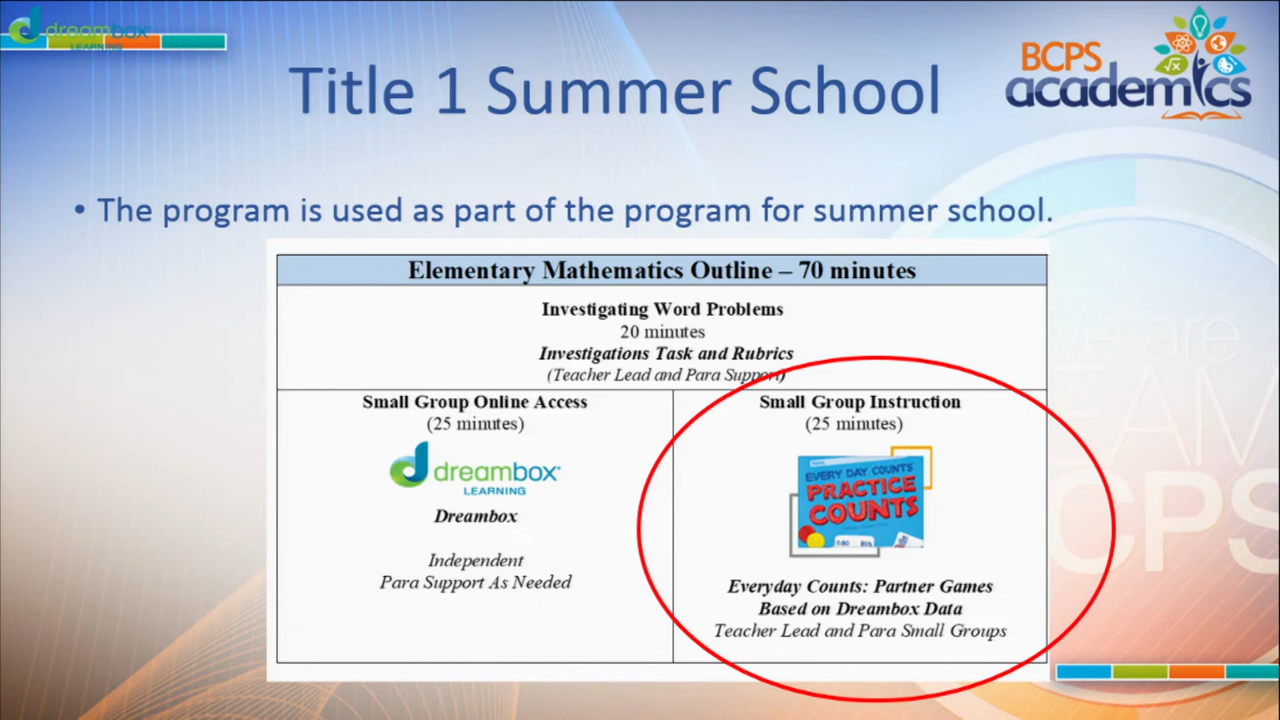 dreambox
LEARNING
BCPS
academics
Title 1 Summer School
• The program is used as part of the program for summer school.
Elementary Mathematics Outline – 70 minutes
Investigating Word Problems
20 minutes
Investigations Task and Rubrics
(Teacher Lead and Para Support)
Small Group Online Access
(25 minutes)
dreambox
LEARNING
Dreambox
Independent
Para Support As Needed
Small Group Instruction
(25 minutes)
EVERY DAY COUNTS
PRACTICE
COUNTS
Everyday Counts: Partner Games
Based on Dreambox Data
Teacher Lead and Para Small Groups
we are
TEAM
BCPS